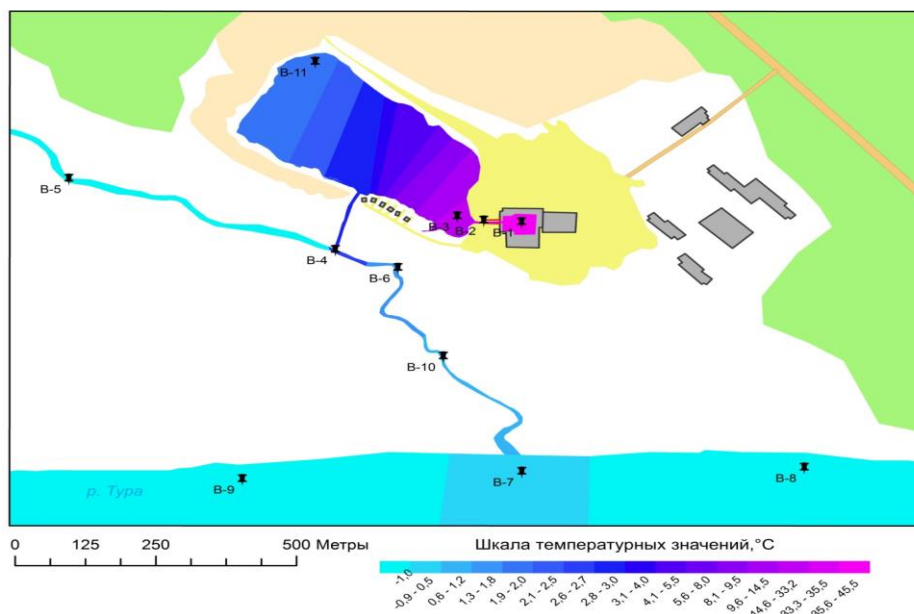 В-11
В-5
В-3
В-2
В-1
В-4
В-6
В-10
В-7
В-8
В-9
р. Тура
0 125 250 500 Метры
Шкала температурных значений,°С
-1,0
-0,9 - 0,5
0,6 - 1,2
1,3 - 1,8
1,9 - 2,0
2,1 - 2,5
2,6 - 2,7
2,8 - 3,0
3,1 - 4,0
4,1 - 5,5
5,6 - 8,0
8,1 - 9,5
9,6 - 14,5
14,6 - 33,2
33,3 - 35,5
35,6 - 45,5